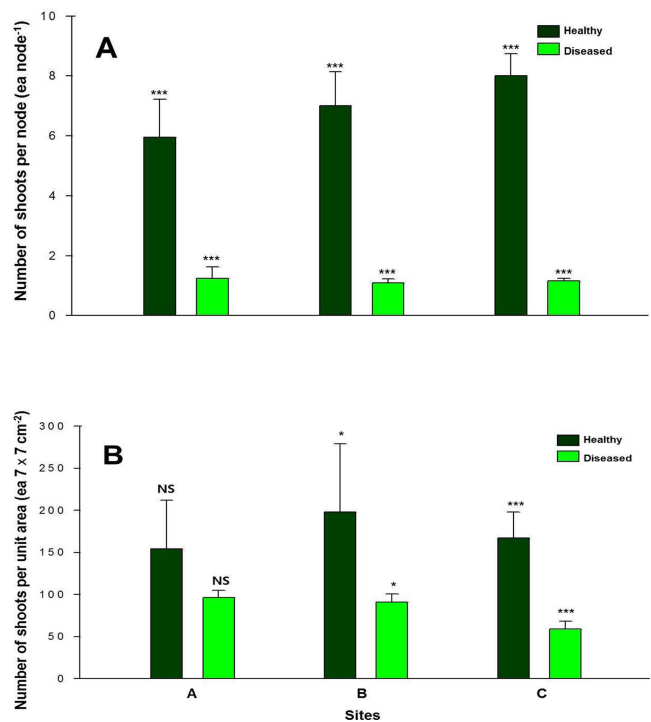 A
Healthy
Diseased
Number of shoots per node (ea node-1)
10
8
6
4
2
0
***
***
***
***
***
***
B
Healthy
Diseased
Number of shoots per unit area (ea 7 x 7 cm-2)
300
250
200
150
100
50
0
NS
NS
*
*
***
***
A B C
Sites